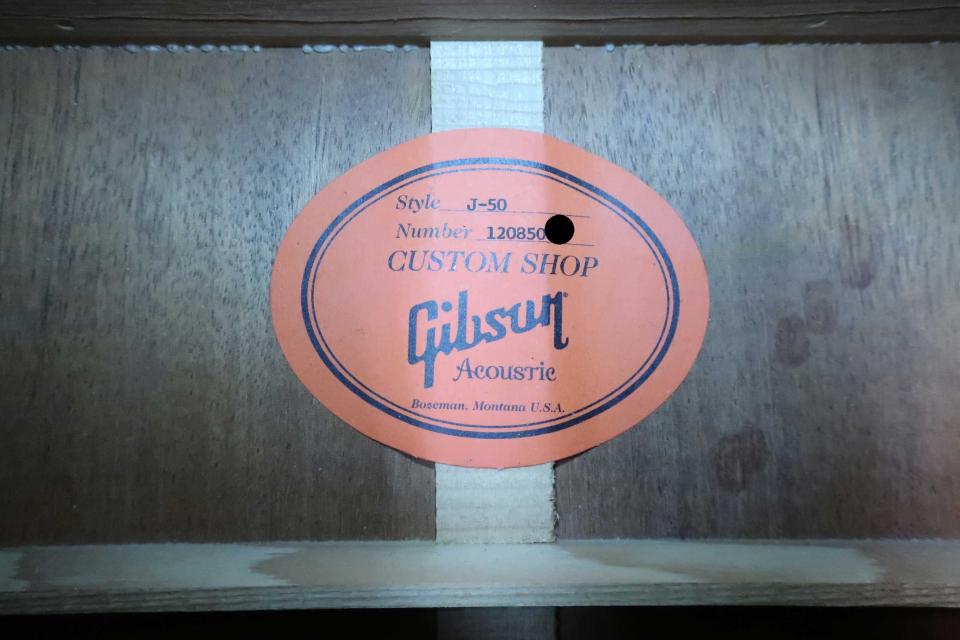 Style J-50
Number 120850
CUSTOM SHOP
Gibson
Acoustic
Bozeman, Montana U.S.A.